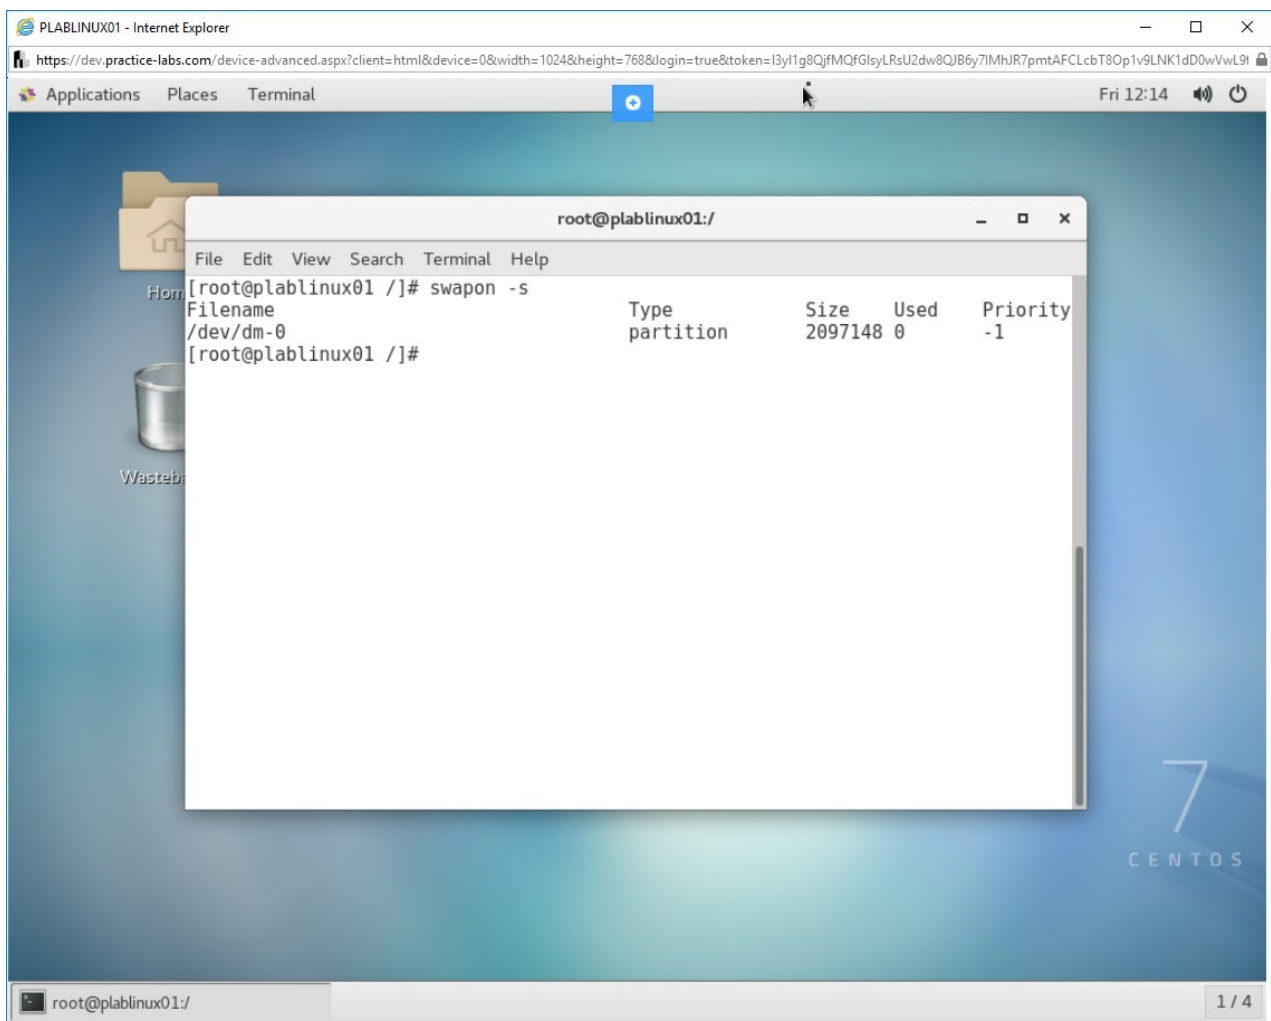 PLABLINUX01 - Internet Explorer
Applications Places Terminal Fri 12:14
root@plablinux01:/
File Edit View Search Terminal Help
[root@plablinux01 /]# swapon -s
Filename Type Size Used Priority
/dev/dm-0 partition 2097148 0 -1
[root@plablinux01 /]#
7
CENTOS
root@plablinux01:/ 1 / 4